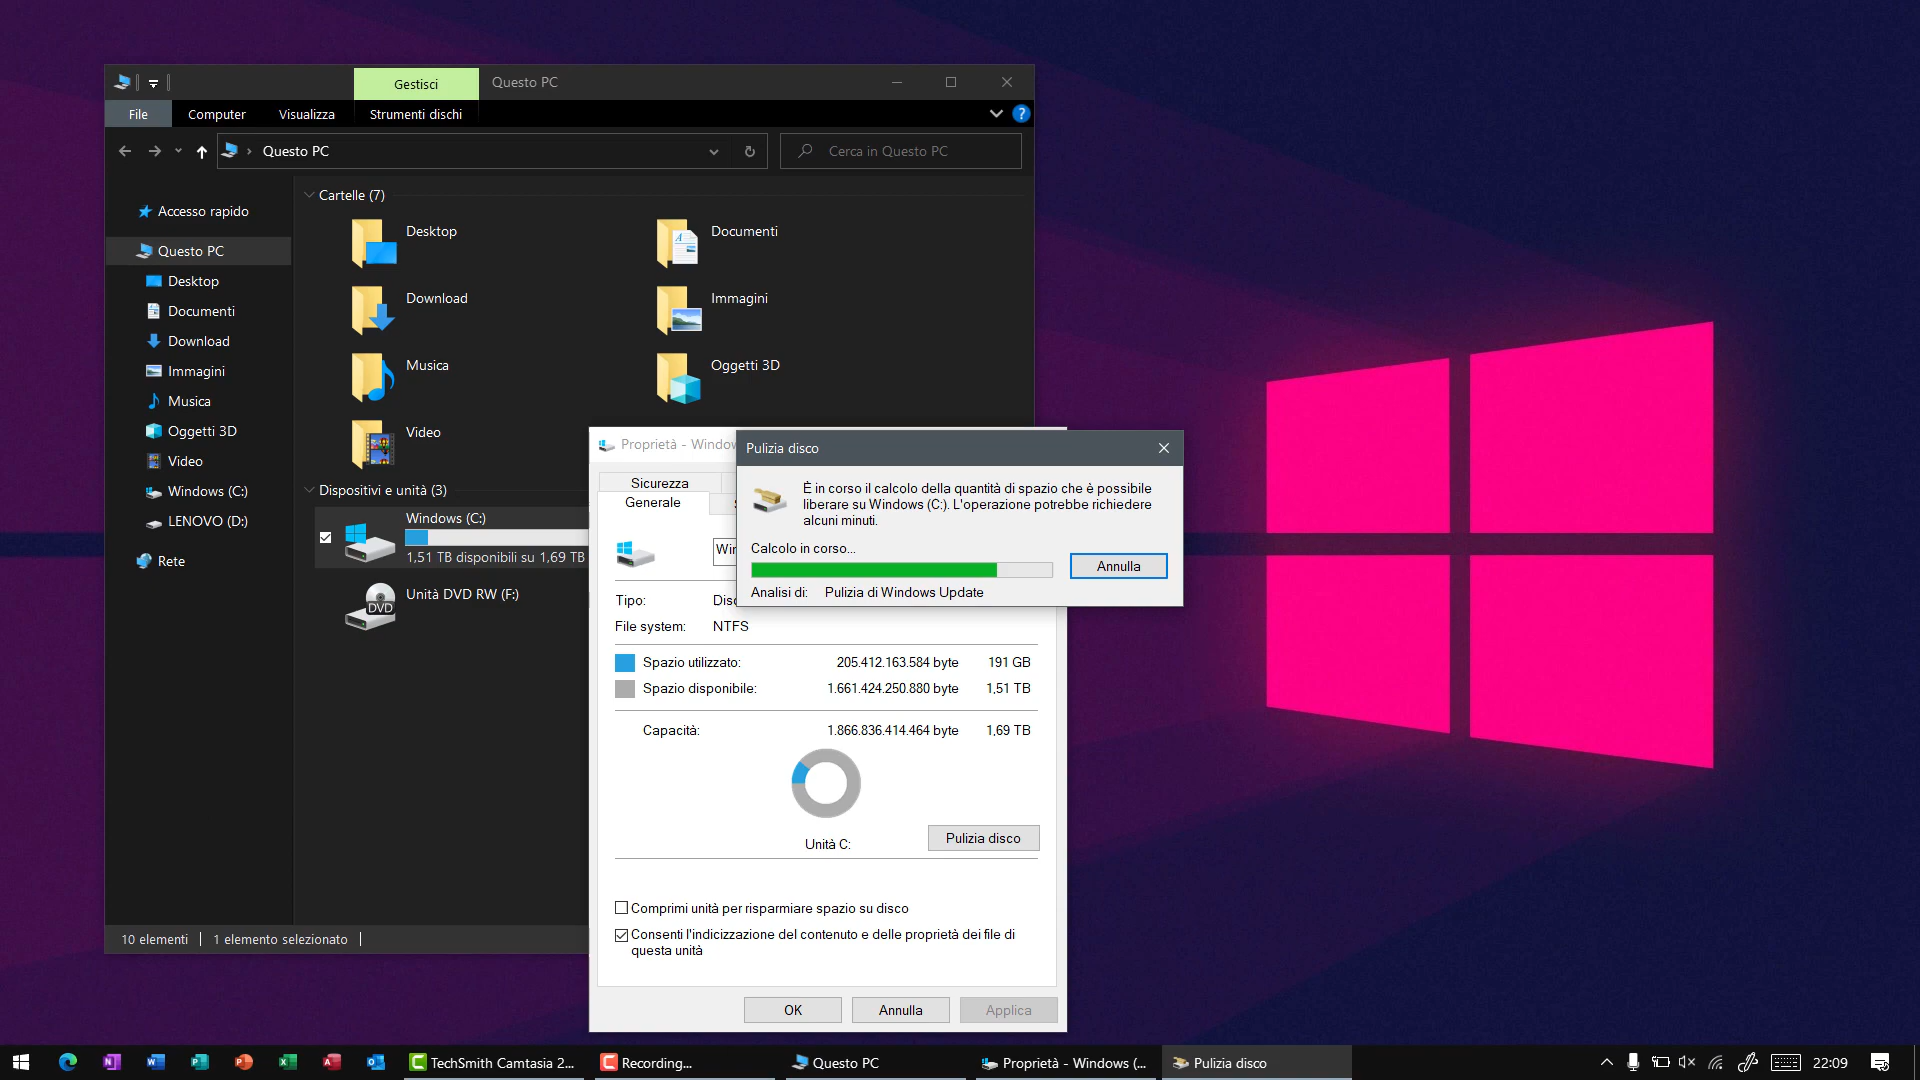 Gestisci
Questo PC
File
Computer
Visualizza
Strumenti dischi
?
Questo PC
Cerca in Questo PC
Accesso rapido
Questo PC
Desktop
Documenti
Download
Immagini
Musica
Oggetti 3D
Video
Windows (C:)
LENOVO (D:)
Rete
Cartelle (7)
Desktop
Documenti
Download
Immagini
Musica
Oggetti 3D
Video
Dispositivi e unità (3)
Windows (C:)
1,51 TB disponibili su 1,69 TB
DVD
Unità DVD RW (F:)
10 elementi
1 elemento selezionato
Proprietà - Window
Sicurezza
Generale
Win
Tipo:
Disc
File system:
NTFS
Spazio utilizzato:
205.412.163.584 byte
191 GB
Spazio disponibile:
1.661.424.250.880 byte
1,51 TB
Capacità:
1.866.836.414.464 byte
1,69 TB
Unità C:
Pulizia disco
Comprimi unità per risparmiare spazio su disco
Consenti l'indicizzazione del contenuto e delle proprietà dei file di
questa unità
OK
Annulla
Applica
Pulizia disco
È in corso il calcolo della quantità di spazio che è possibile
liberare su Windows (C:). L'operazione potrebbe richiedere
alcuni minuti.
Calcolo in corso...
Annulla
Analisi di:
Pulizia di Windows Update
TechSmith Camtasia 2...
Recording...
Questo PC
Proprietà - Windows (...
Pulizia disco
22:09